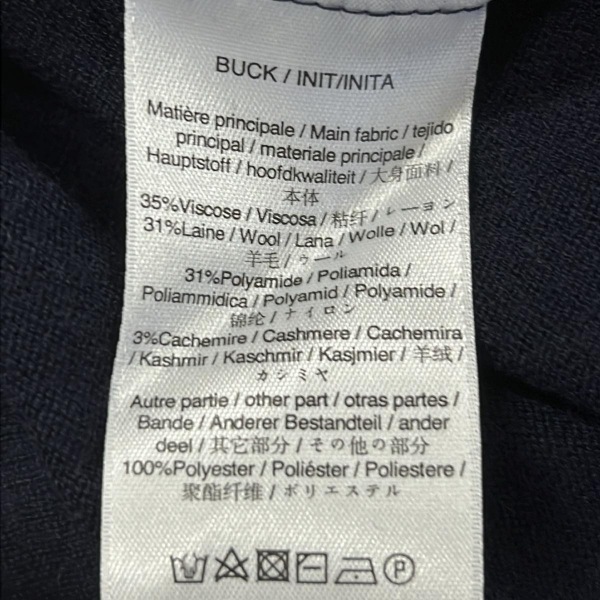 BUCK / INIT/INITA
Matière principale / Main fabric / tejido
principal / materiale principale /
Hauptstoff / hoofdkwaliteit / 大身面料 /
本体
35%Viscose / Viscosa / 粘纤 / レーヨン
31%Laine / Wool / Lana / Wolle / Wol /
羊毛 / ウール
31%Polyamide / Poliamida /
Poliammidica / Polyamid / Polyamide /
锦纶 / ナイロン
3%Cachemire / Cashmere / Cachemira
/ Kashmir / Kaschmir / Kasjmier / 羊绒 /
カシミヤ
Autre partie / other part / otras partes /
Bande / Anderer Bestandteil / ander
deel / 其它部分 / その他の部分
100%Polyester / Poliéster / Poliestere /
聚酯纤维 / ポリエステル
P